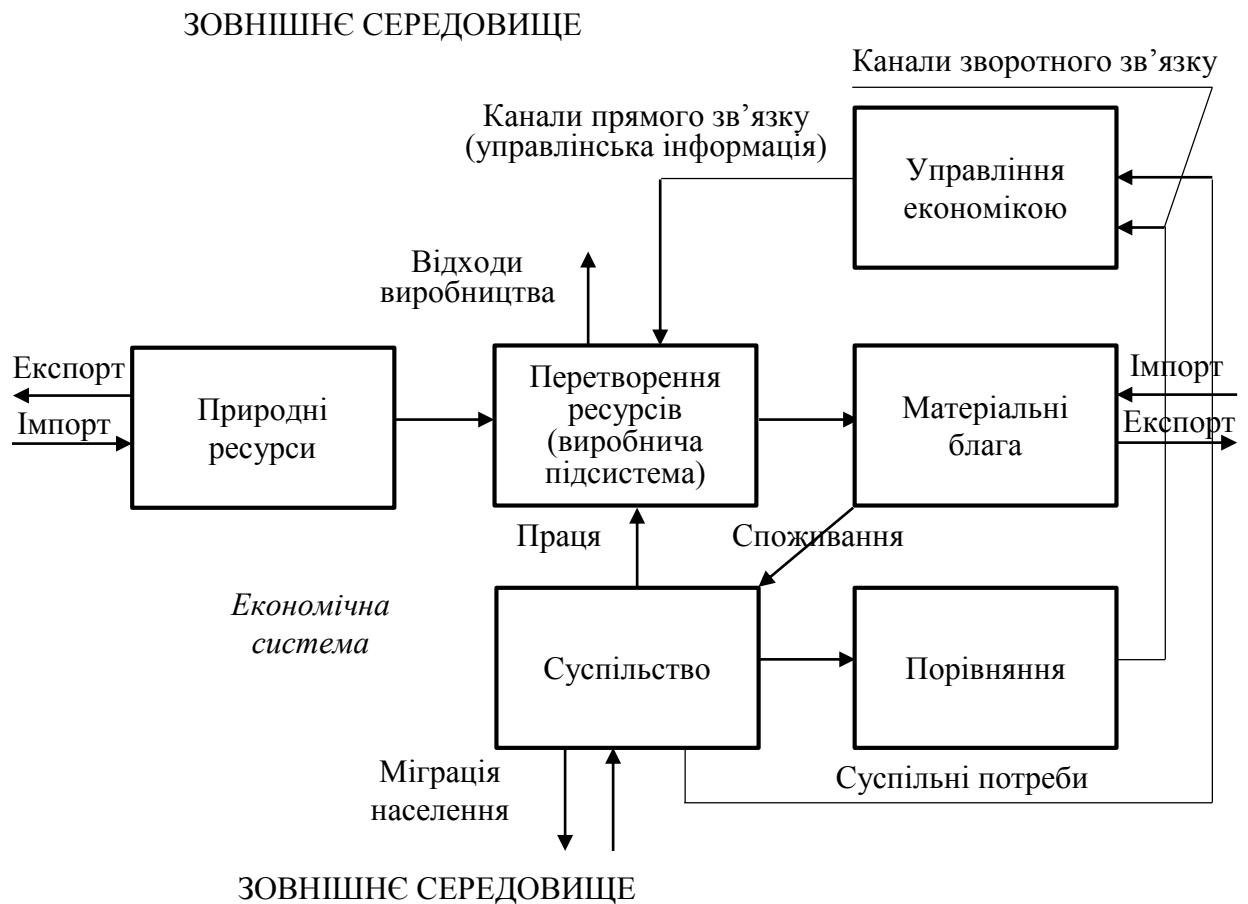 ЗОВНІШНЄ СЕРЕДОВИЩЕ
Канали зворотного зв’язку
Канали прямого зв’язку
(управлінська інформація)
Управління
економікою
Відходи
виробництва
Експорт
Імпорт
Природні
ресурси
Перетворення
ресурсів
(виробнича
підсистема)
Матеріальні
блага
Імпорт
Експорт
Праця
Споживання
Економічна
система
Суспільство
Порівняння
Міграція
населення
Суспільні потреби
ЗОВНІШНЄ СЕРЕДОВИЩЕ